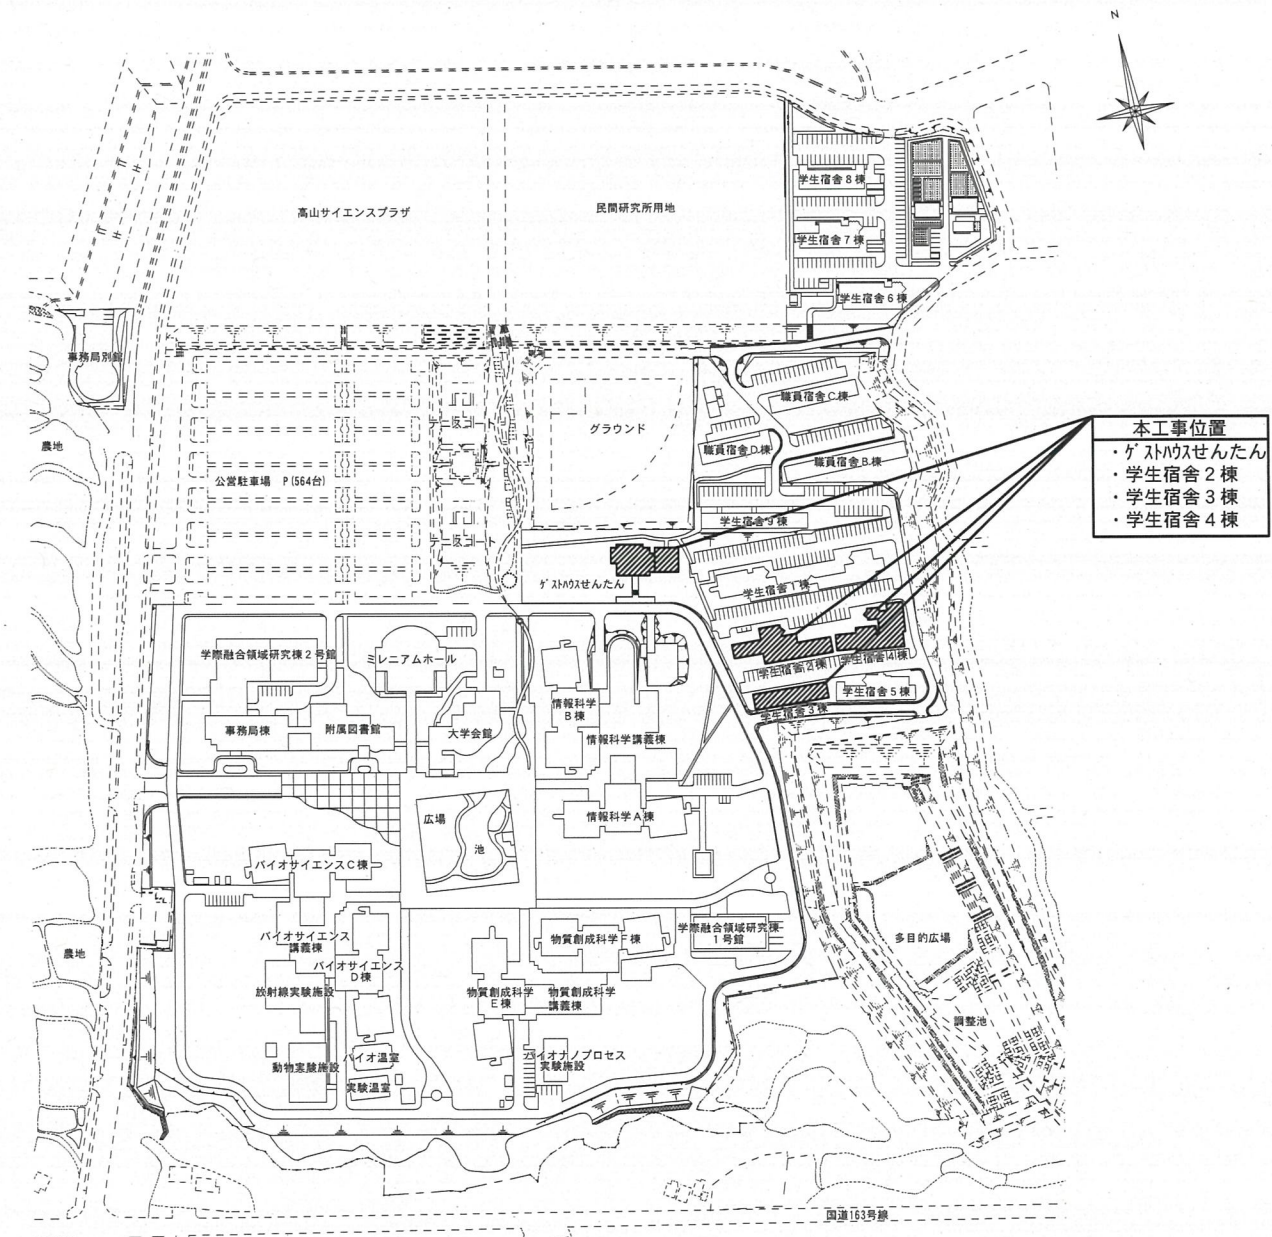 N
学生宿舎8棟
高山サイエンスプラザ
民間研究所用地
学生宿舎7棟
学生宿舎6棟
事務局別館
職員宿舎C棟
テニスコート
グラウンド
職員宿舎D棟
職員宿舎B棟
農地
公営駐車場 P(564台)
学生宿舎9棟
テニスコート
本工事位置
・ゲストハウスせんたん
・学生宿舎2棟
・学生宿舎3棟
・学生宿舎4棟
ゲストハウスせんたん
学生宿舎1棟
学際融合領域研究棟2号館
ミレニアムホール
学生宿舎2棟
学生宿舎4棟
学生宿舎5棟
学生宿舎3棟
情報科学
B棟
事務局棟
附属図書館
大学会館
情報科学講義棟
広場
池
情報科学A棟
バイオサイエンスC棟
バイオサイエンス
講義棟
バイオサイエンス
D棟
物質創成科学F棟
学際融合領域研究棟
1号館
多目的広場
農地
放射線実験施設
物質創成科学
E棟
物質創成科学
講義棟
調整池
動物実験施設
バイオ温室
実験温室
バイオナノプロセス
実験施設
国道163号線